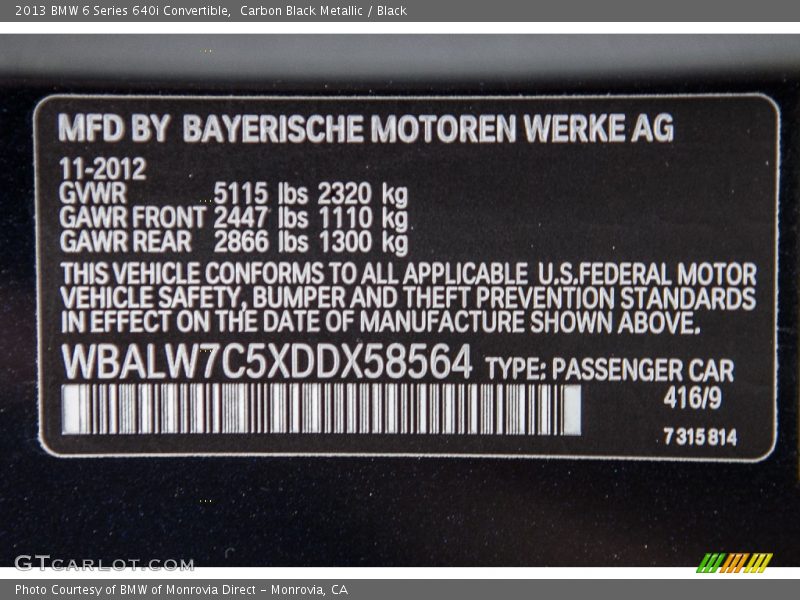 2013 BMW 6 Series 640i Convertible,  Carbon Black Metallic / Black
MFD BY BAYERISCHE MOTOREN WERKE AG
11-2012
GVWR 5115 lbs 2320 kg
GAWR FRONT 2447 lbs 1110 kg
GAWR REAR 2866 lbs 1300 kg
THIS VEHICLE CONFORMS TO ALL APPLICABLE U.S.FEDERAL MOTOR
VEHICLE SAFETY, BUMPER AND THEFT PREVENTION STANDARDS
IN EFFECT ON THE DATE OF MANUFACTURE SHOWN ABOVE.
WBALW7C5XDDX58564 TYPE: PASSENGER CAR
416/9
7 315 814
GTCARLOT.COM
Photo Courtesy of BMW of Monrovia Direct - Monrovia, CA